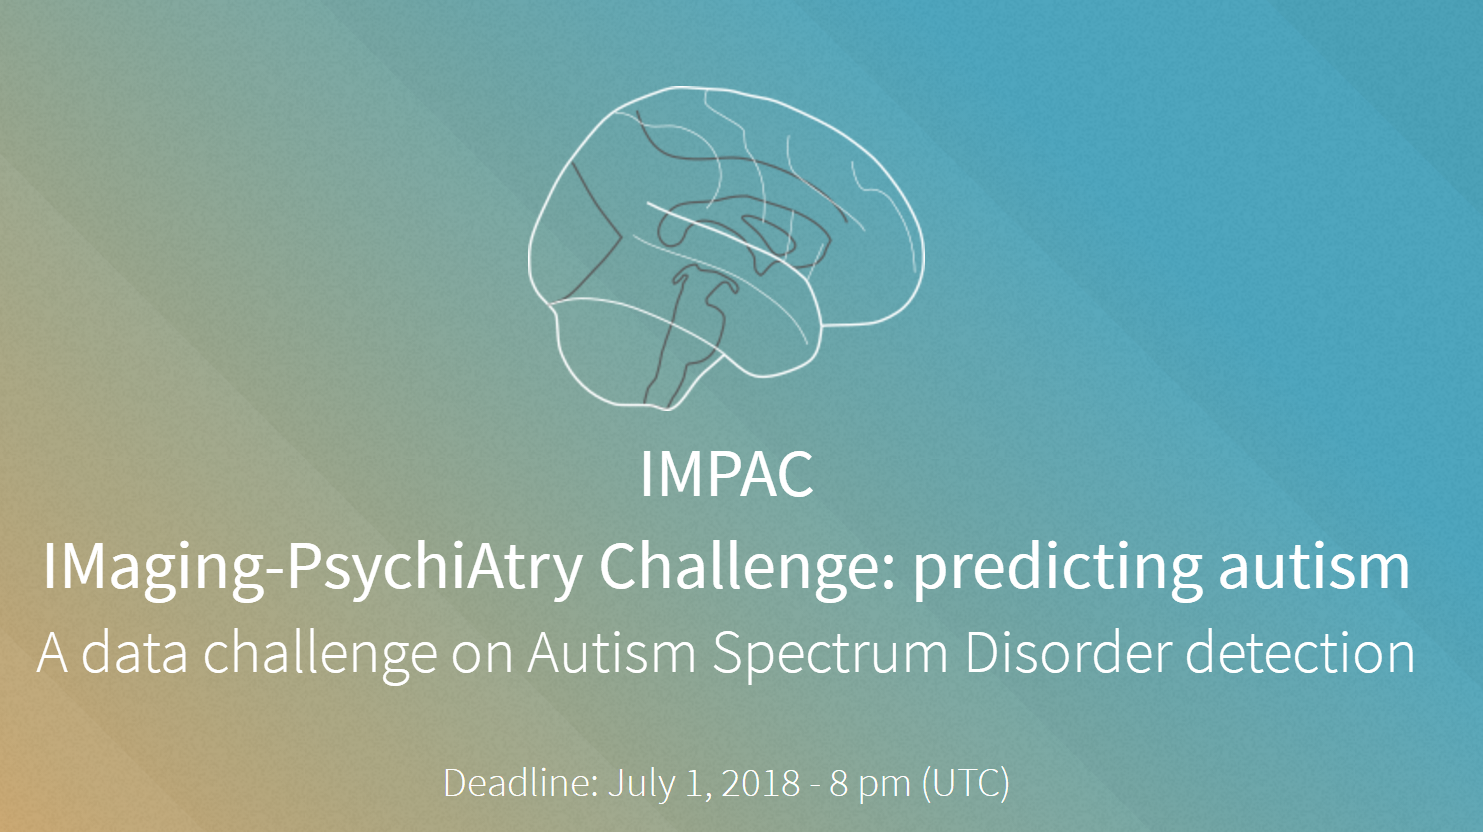 IMPAC
IMaging-PsychiAtry Challenge: predicting autism
A data challenge on Autism Spectrum Disorder detection
Deadline: July 1, 2018 - 8 pm (UTC)